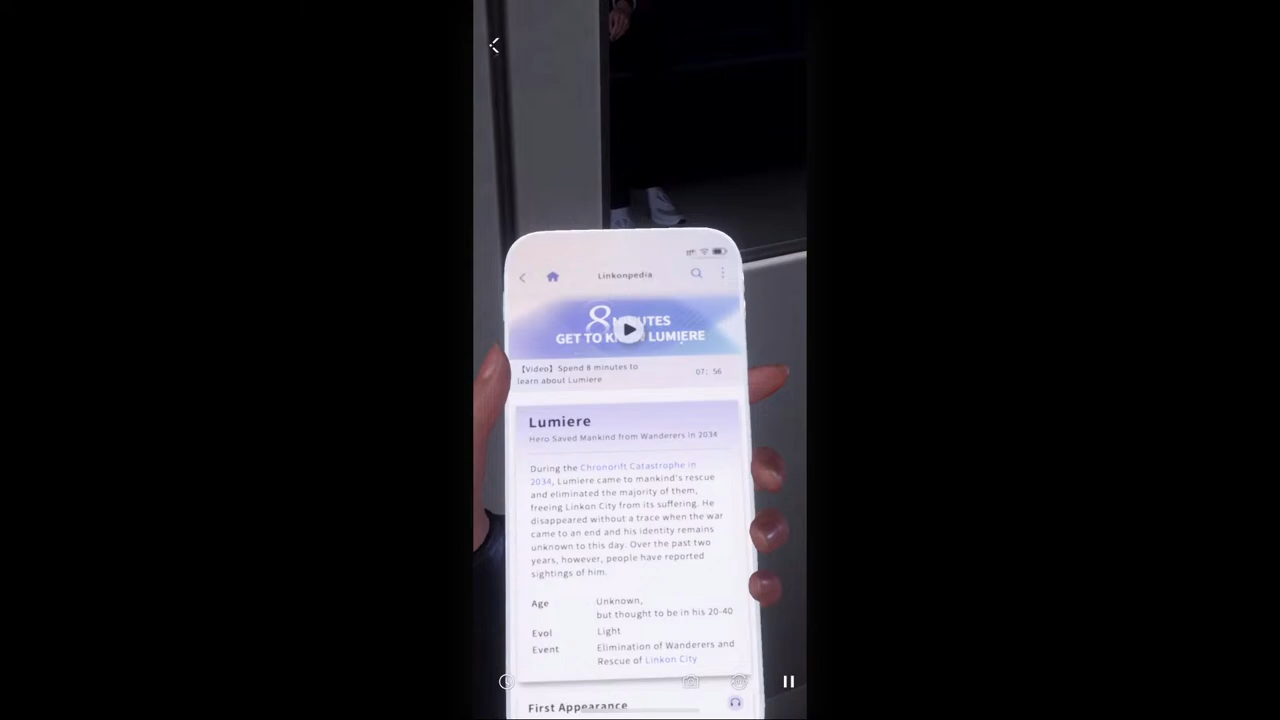 Linkonpedia
8 MINUTES
GET TO KNOW LUMIERE
【Video】Spend 8 minutes to
learn about Lumiere
07: 56
Lumiere
Hero Saved Mankind from Wanderers in 2034
During the Chronorift Catastrophe in
2034, Lumiere came to mankind's rescue
and eliminated the majority of them,
freeing Linkon City from its suffering. He
disappeared without a trace when the war
came to an end and his identity remains
unknown to this day. Over the past two
years, however, people have reported
sightings of him.
Age Unknown,
but thought to be in his 20-40
Evol Light
Event Elimination of Wanderers and
Rescue of Linkon City
First Appearance